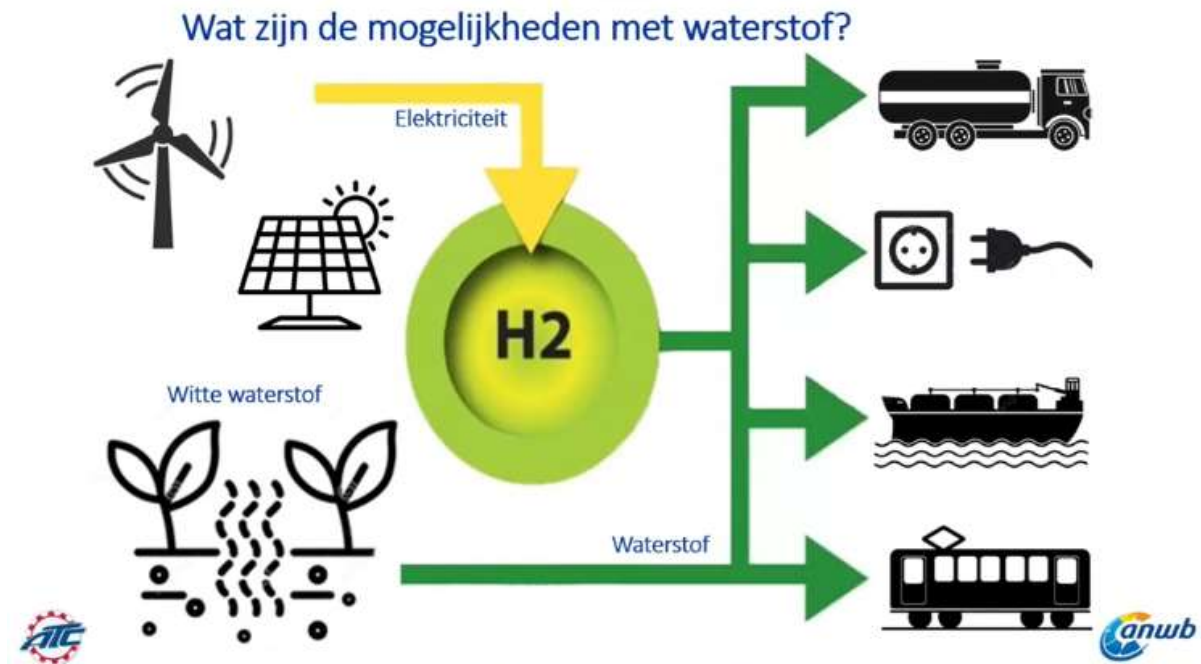 Wat zijn de mogelijkheden met waterstof?
Elektriciteit
H2
Witte waterstof
Waterstof
ATC
anwb